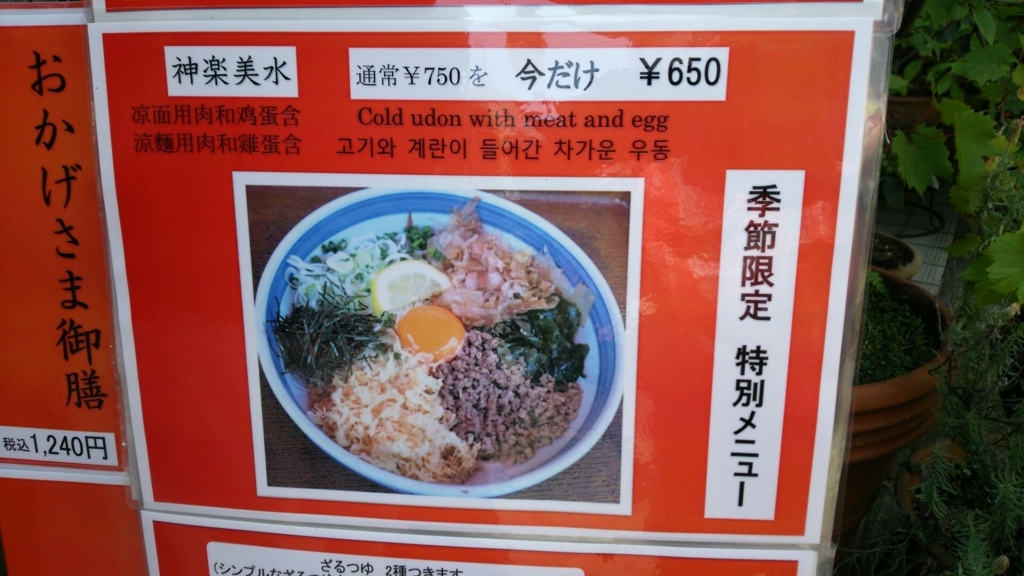 おかげさま御膳
税込1,240円
神楽美水
通常￥750を 今だけ ￥650
凉面用肉和鸡蛋含
涼麵用肉和雞蛋含
Cold udon with meat and egg
고기와 계란이 들어간 차가운 우동
季節限定 特別メニュー
ざるつゆ 2種つきます